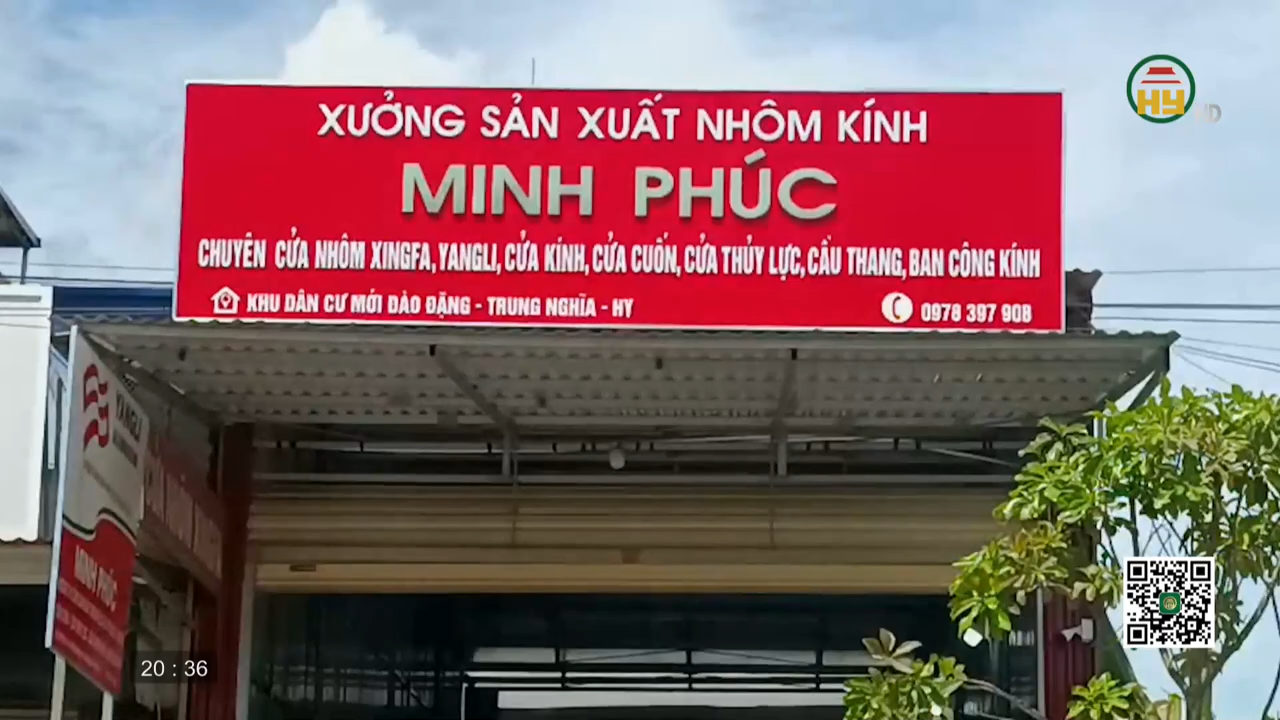 XƯỞNG SẢN XUẤT NHÔM KÍNH
MINH PHÚC
CHUYÊN CỬA NHÔM XINGFA, YANGLI, CỬA KÍNH, CỬA CUỐN, CỬA THỦY LỰC, CẦU THANG, BAN CÔNG KÍNH
KHU DÂN CƯ MỚI ĐÀO ĐẶNG - TRUNG NGHĨA - HY
0978 397 908
HY HD
YANGLI
MINH PHÚC
20 : 36